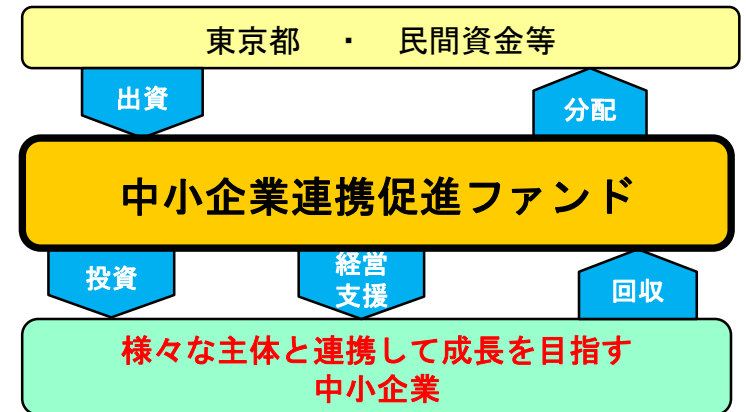 東京都　・　民間資金等
出資
分配
中小企業連携促進ファンド
投資
経営
支援
回収
様々な主体と連携して成長を目指す
中小企業